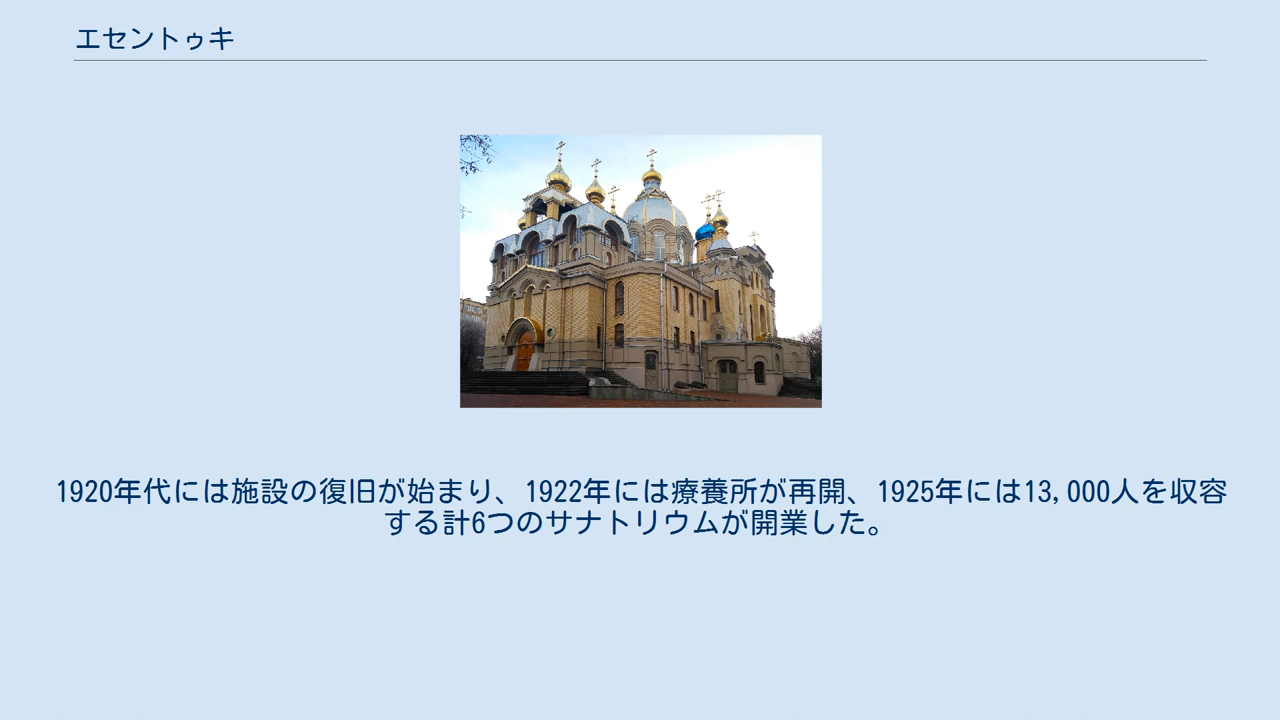 エセントゥキ
1920年代には施設の復旧が始まり、1922年には療養所が再開、1925年には13,000人を収容
する計6つのサナトリウムが開業した。